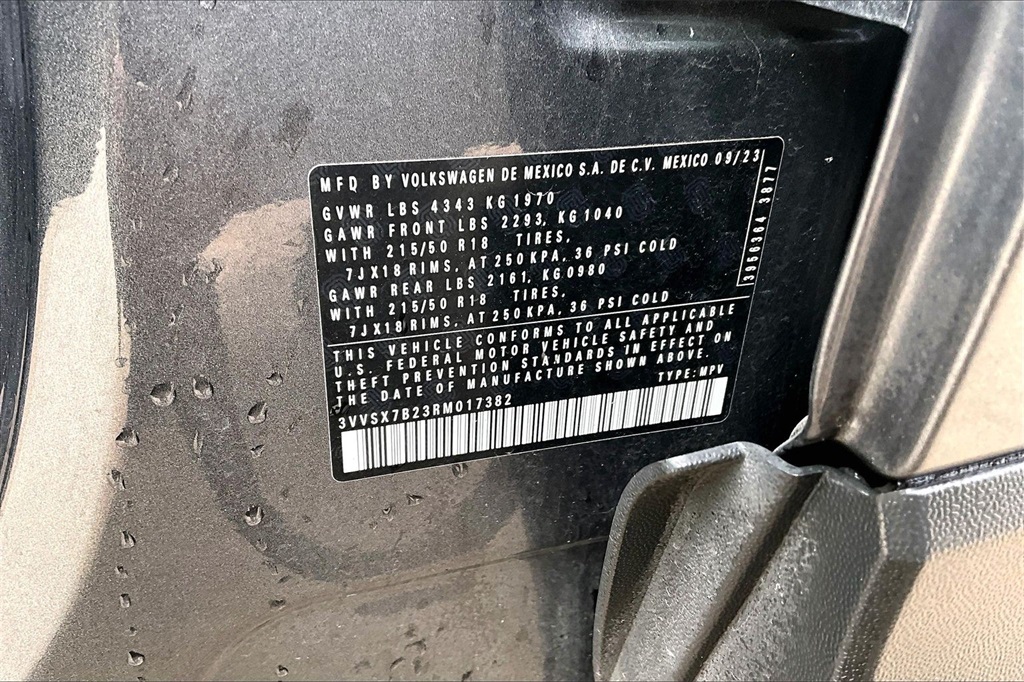 MFD BY VOLKSWAGEN DE MEXICO S.A. DE C.V. MEXICO 09/23
GVWR LBS 4343 KG 1970
GAWR FRONT LBS 2293, KG 1040
WITH 215/50 R18 TIRES,
7JX18 RIMS, AT 250 KPA, 36 PSI COLD
GAWR REAR LBS 2161, KG 0980
WITH 215/50 R18 TIRES,
7JX18 RIMS, AT 250 KPA, 36 PSI COLD
3956364 3877
THIS VEHICLE CONFORMS TO ALL APPLICABLE
U.S. FEDERAL MOTOR VEHICLE SAFETY AND
THEFT PREVENTION STANDARDS IN EFFECT ON
THE DATE OF MANUFACTURE SHOWN ABOVE.
3VVSX7B23RM017382 TYPE: MPV